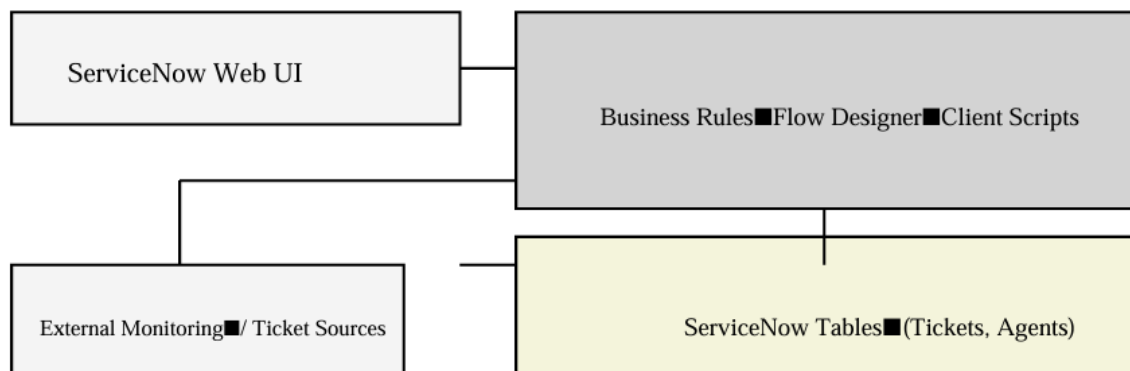 ServiceNow Web UI
Business Rules■Flow Designer■Client Scripts
External Monitoring■/ Ticket Sources
ServiceNow Tables■(Tickets, Agents)